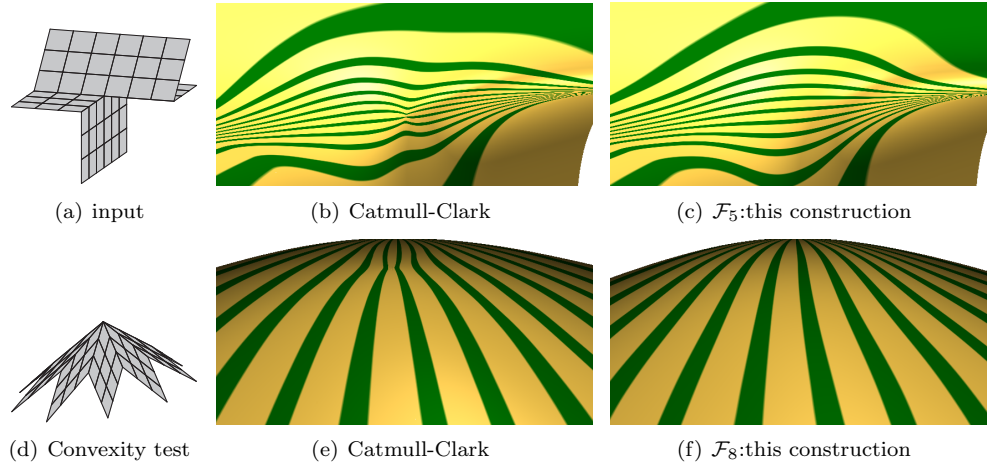 (a) input
(b) Catmull-Clark
(c) ℱ₅:this construction
(d) Convexity test
(e) Catmull-Clark
(f) ℱ₈:this construction